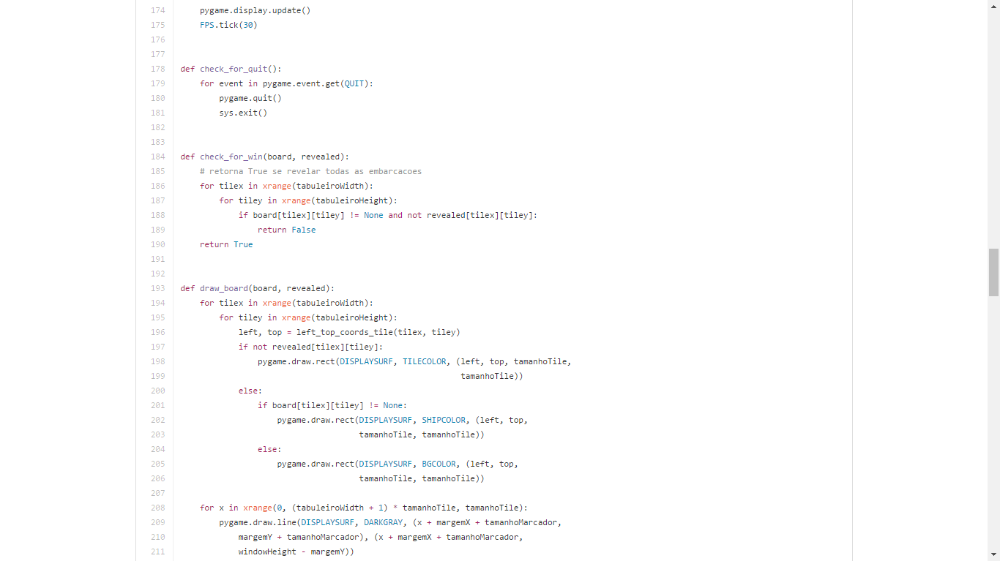 174 pygame.display.update()
175 FPS.tick(30)
176
177
178 def check_for_quit():
179 for event in pygame.event.get(QUIT):
180 pygame.quit()
181 sys.exit()
182
183
184 def check_for_win(board, revealed):
185 # retorna True se revelar todas as embarcacoes
186 for tilex in xrange(tabuleiroWidth):
187 for tiley in xrange(tabuleiroHeight):
188 if board[tilex][tiley] != None and not revealed[tilex][tiley]:
189 return False
190 return True
191
192
193 def draw_board(board, revealed):
194 for tilex in xrange(tabuleiroWidth):
195 for tiley in xrange(tabuleiroHeight):
196 left, top = left_top_coords_tile(tilex, tiley)
197 if not revealed[tilex][tiley]:
198 pygame.draw.rect(DISPLAYSURF, TILECOLOR, (left, top, tamanhoTile,
199 tamanhoTile))
200 else:
201 if board[tilex][tiley] != None:
202 pygame.draw.rect(DISPLAYSURF, SHIPCOLOR, (left, top,
203 tamanhoTile, tamanhoTile))
204 else:
205 pygame.draw.rect(DISPLAYSURF, BGCOLOR, (left, top,
206 tamanhoTile, tamanhoTile))
207
208 for x in xrange(0, (tabuleiroWidth + 1) * tamanhoTile, tamanhoTile):
209 pygame.draw.line(DISPLAYSURF, DARKGRAY, (x + margemX + tamanhoMarcador,
210 margemY + tamanhoMarcador), (x + margemX + tamanhoMarcador,
211 windowHeight - margemY))